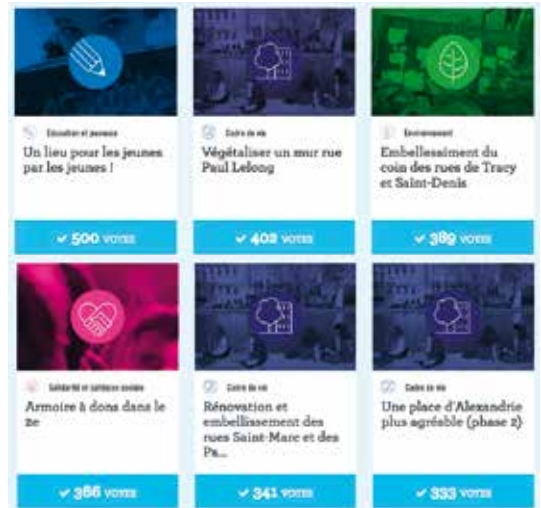 Education et jeunesse
Un lieu pour les jeunes
par les jeunes !
✓ 500 VOTES
Cadre de vie
Végétaliser un mur rue
Paul Lelong
✓ 402 VOTES
Environnement
Embellessiment du
coin des rues de Tracy
et Saint-Denis
✓ 389 VOTES
Solidarité et cohésion sociale
Armoire à dons dans le
2e
✓ 366 VOTES
Cadre de vie
Rénovation et
embellissement des
rues Saint-Marc et des
Pa...
✓ 341 VOTES
Cadre de vie
Une place d'Alexandrie
plus agréable (phase 2)
✓ 333 VOTES